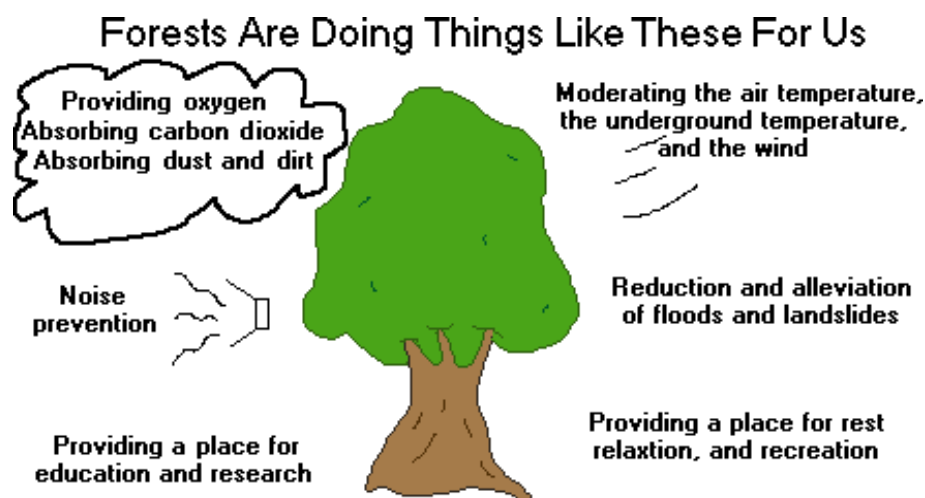 Forests Are Doing Things Like These For Us
Providing oxygen
Absorbing carbon dioxide
Absorbing dust and dirt
Moderating the air temperature,
the underground temperature,
and the wind
Noise
prevention
Reduction and alleviation
of floods and landslides
Providing a place for
education and research
Providing a place for rest
relaxtion, and recreation